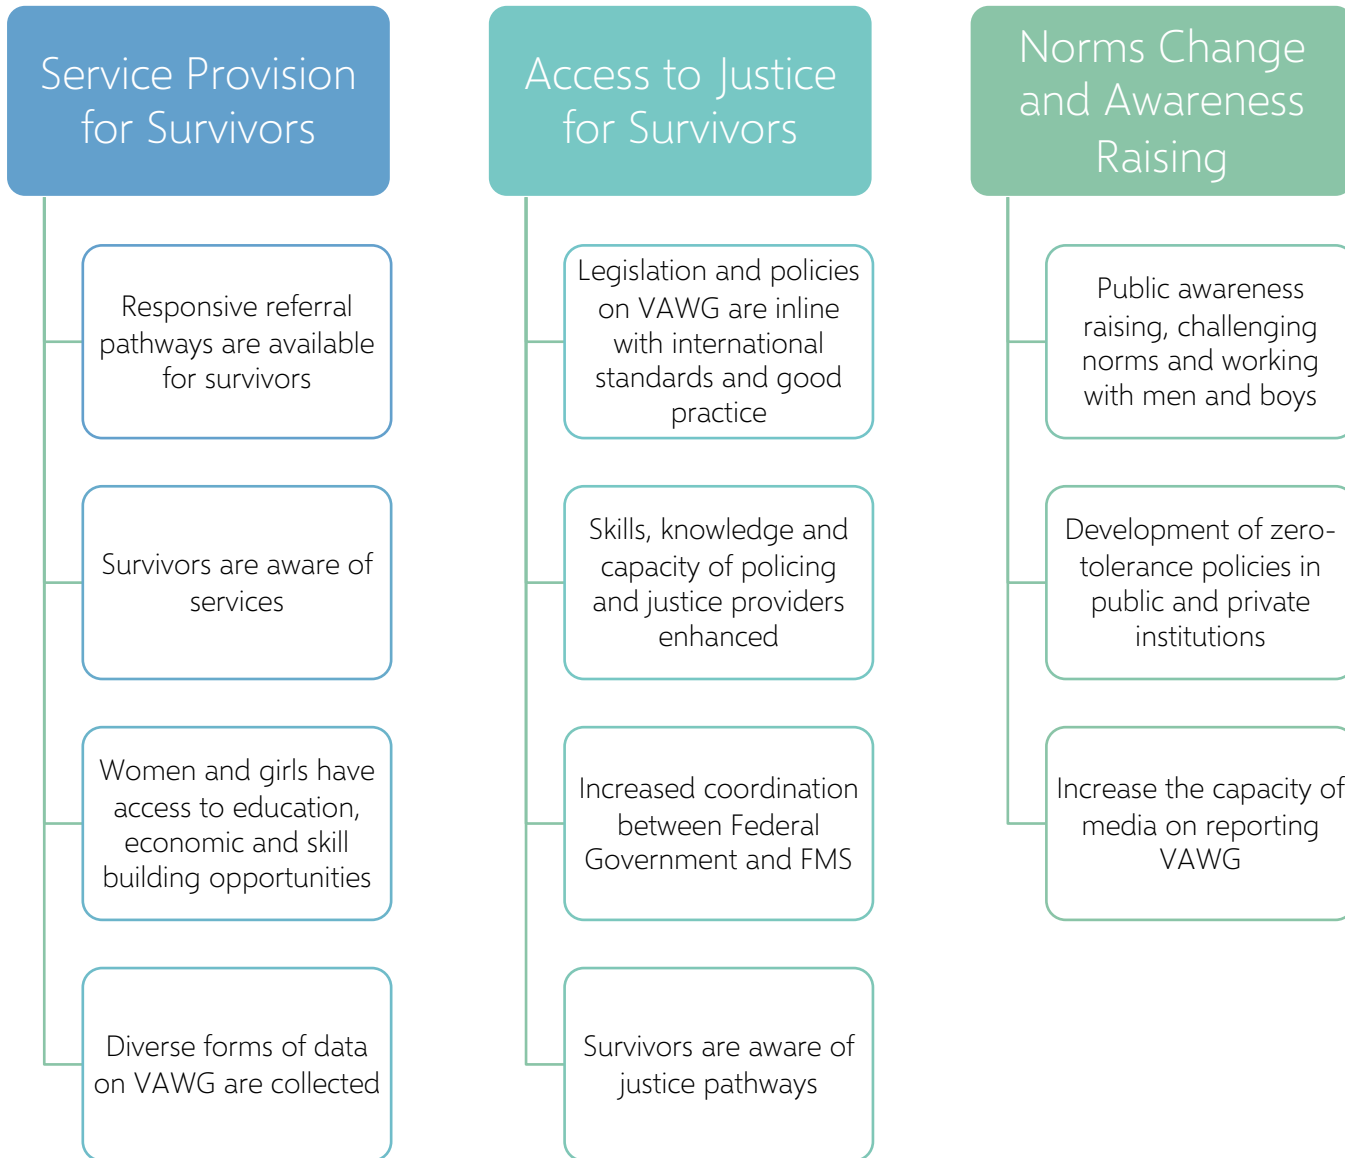 Service Provision
for Survivors
Responsive referral
pathways are available
for survivors
Survivors are aware of
services
Women and girls have
access to education,
economic and skill
building opportunities
Diverse forms of data
on VAWG are collected
Access to Justice
for Survivors
Legislation and policies
on VAWG are inline
with international
standards and good
practice
Skills, knowledge and
capacity of policing
and justice providers
enhanced
Increased coordination
between Federal
Government and FMS
Survivors are aware of
justice pathways
Norms Change
and Awareness
Raising
Public awareness
raising, challenging
norms and working
with men and boys
Development of zero-
tolerance policies in
public and private
institutions
Increase the capacity of
media on reporting
VAWG